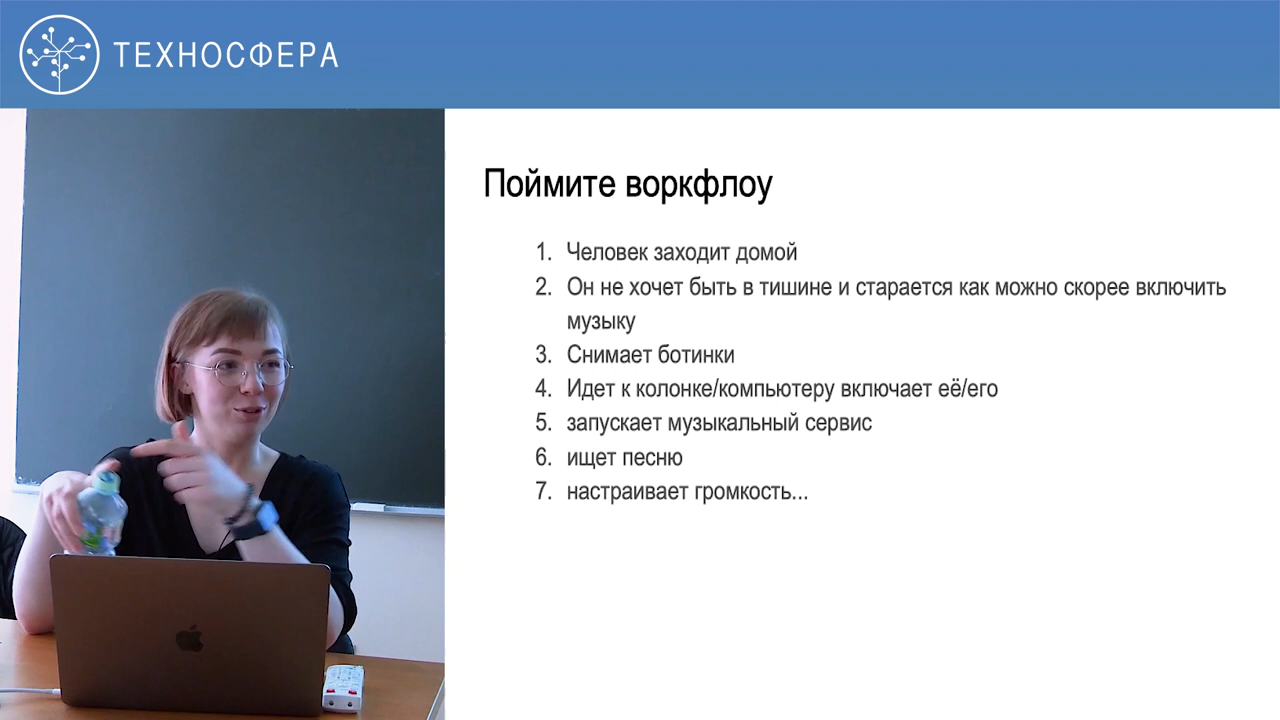 ТЕХНОСФЕРА
Поймите воркфлоу
1. Человек заходит домой
2. Он не хочет быть в тишине и старается как можно скорее включить
музыку
3. Снимает ботинки
4. Идет к колонке/компьютеру включает её/его
5. запускает музыкальный сервис
6. ищет песню
7. настраивает громкость...